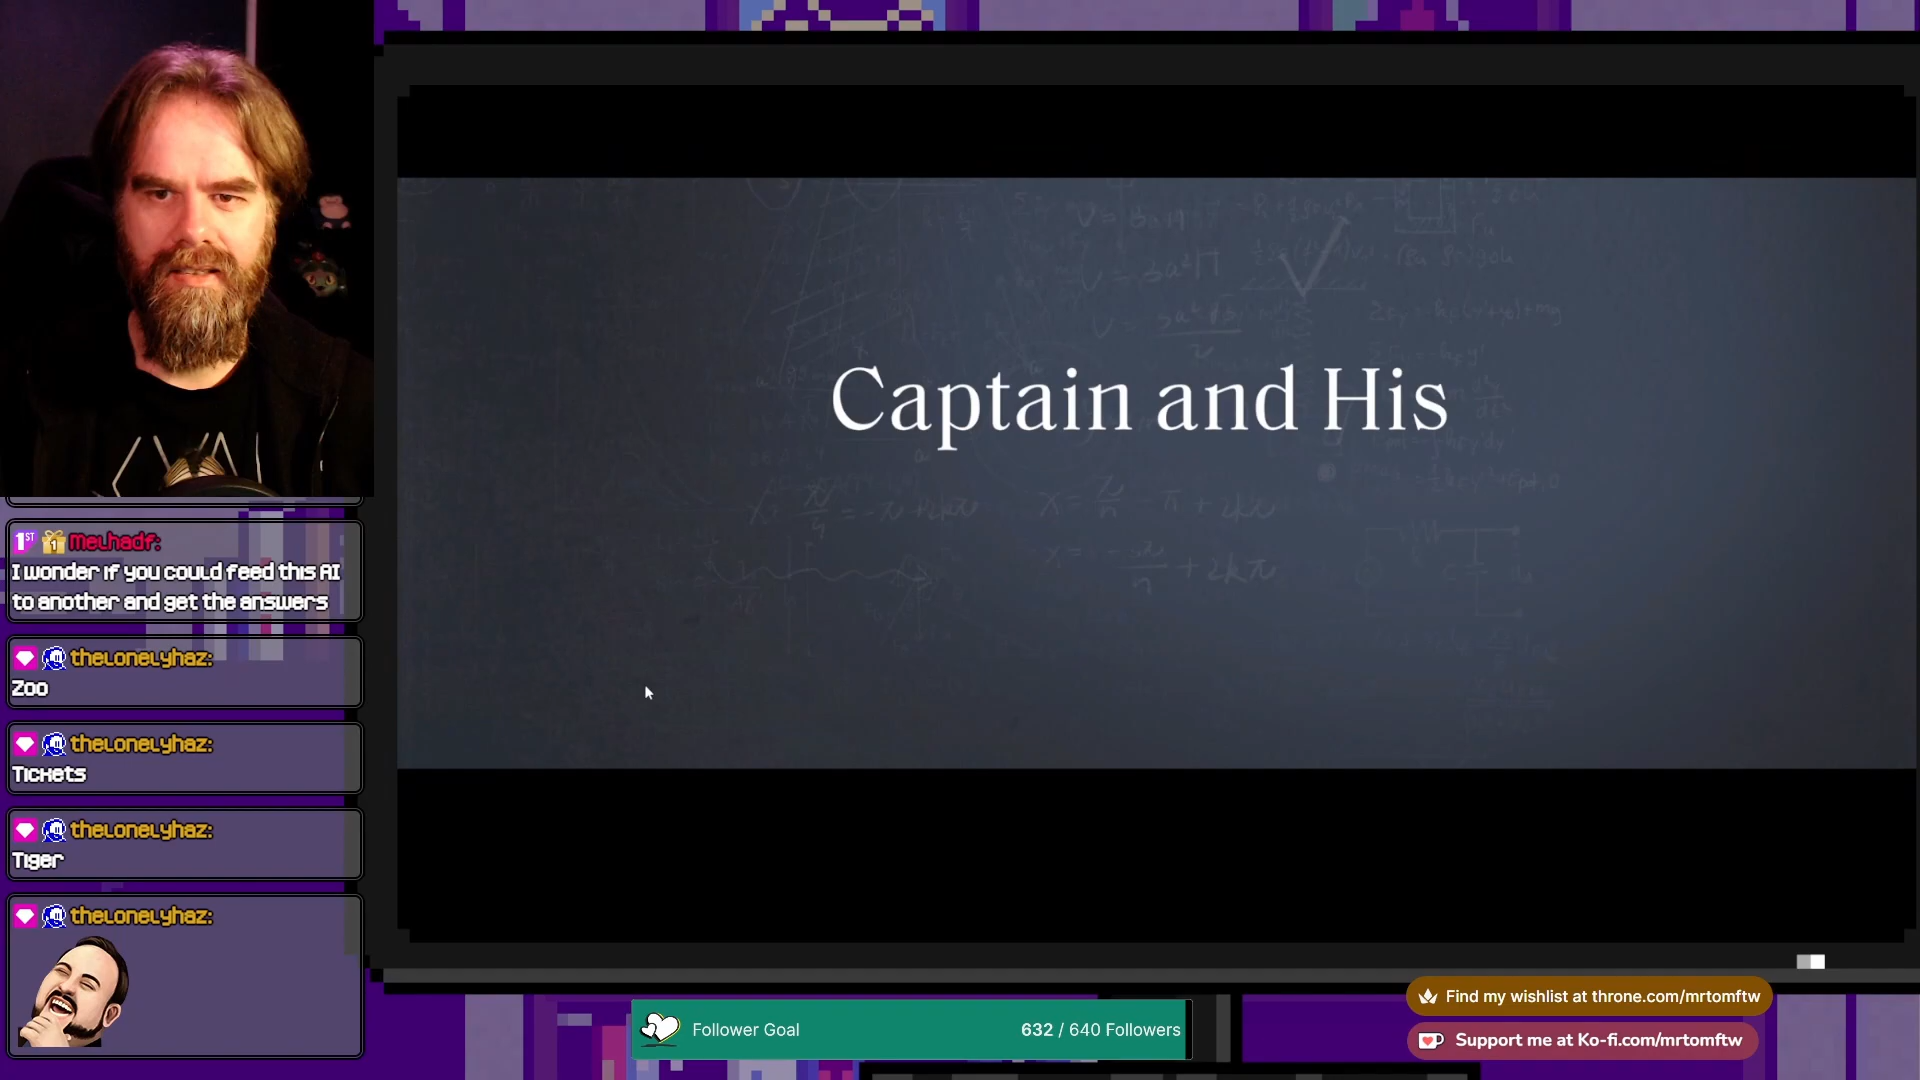 Captain and His
Melhadf:
I wonder if you could feed this AI
to another and get the answers
thelonelyhaz:
Zoo
thelonelyhaz:
Tickets
thelonelyhaz:
Tiger
thelonelyhaz:
Follower Goal 632 / 640 Followers
Find my wishlist at throne.com/mrtomftw
Support me at Ko-fi.com/mrtomftw